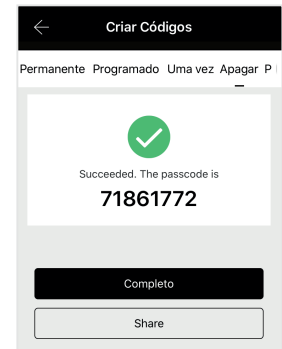 Criar Códigos
Permanente Programado Uma vez Apagar P
Succeeded. The passcode is
71861772
Completo
Share